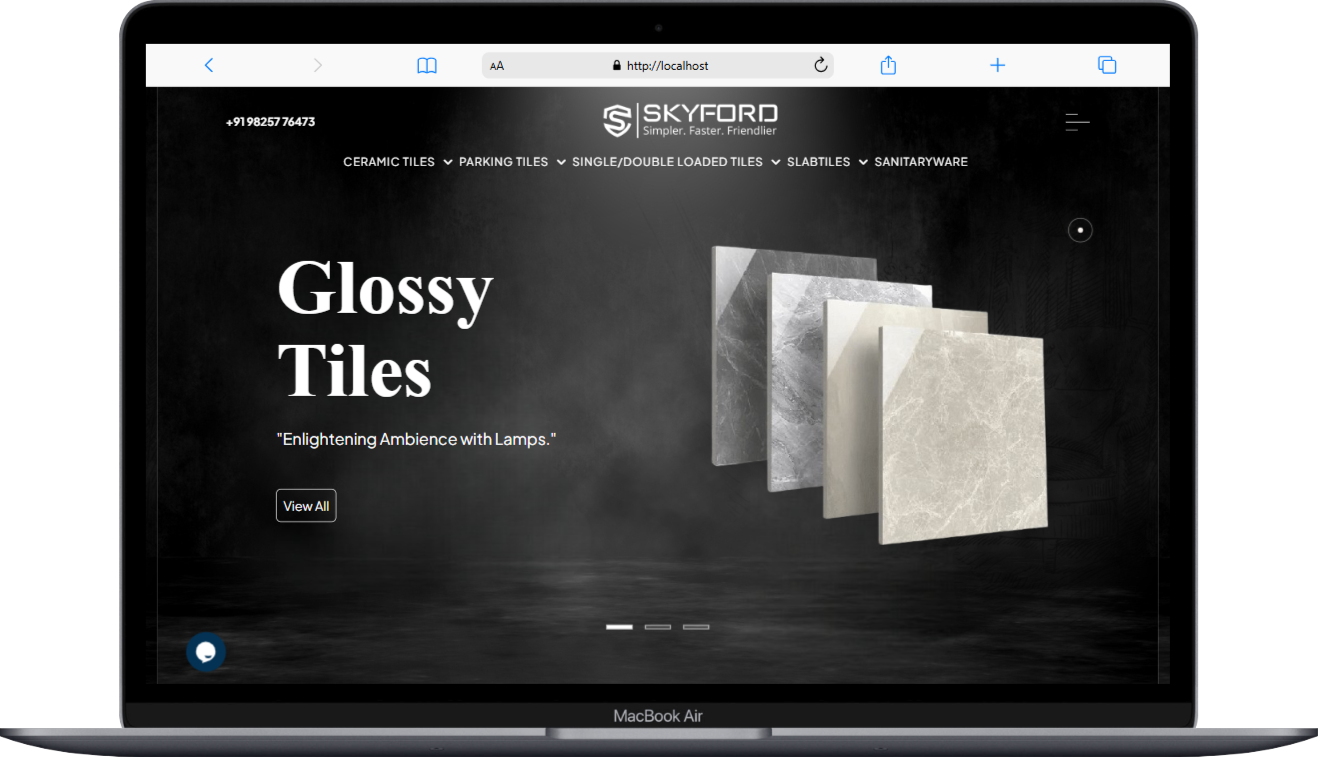 AA
http://localhost
+91 98257 76473
SKYFORD
Simpler. Faster. Friendlier
CERAMIC TILES PARKING TILES SINGLE/DOUBLE LOADED TILES SLABTILES SANITARYWARE
Glossy
Tiles
"Enlightening Ambience with Lamps."
View All
MacBook Air